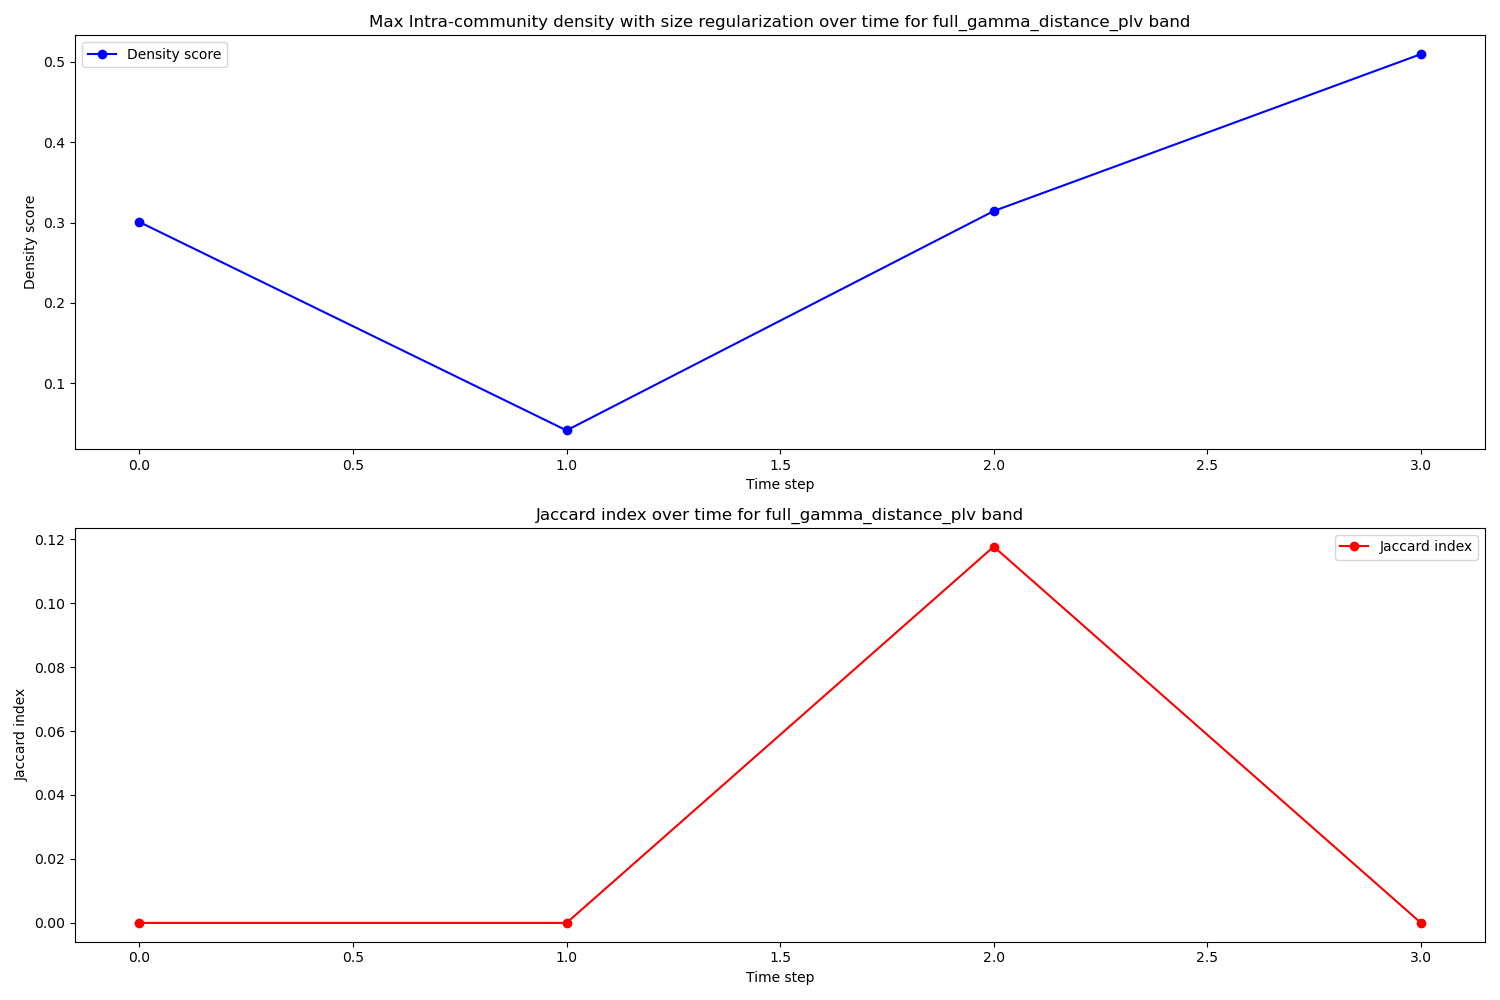 Max Intra-community density with size regularization over time for full_gamma_distance_plv band
Density score
0.5
0.4
0.3
0.2
0.1
Density score
0.0 0.5 1.0 1.5 2.0 2.5 3.0
Time step
Jaccard index over time for full_gamma_distance_plv band
Jaccard index
0.12
0.10
0.08
0.06
0.04
0.02
0.00
Jaccard index
0.0 0.5 1.0 1.5 2.0 2.5 3.0
Time step